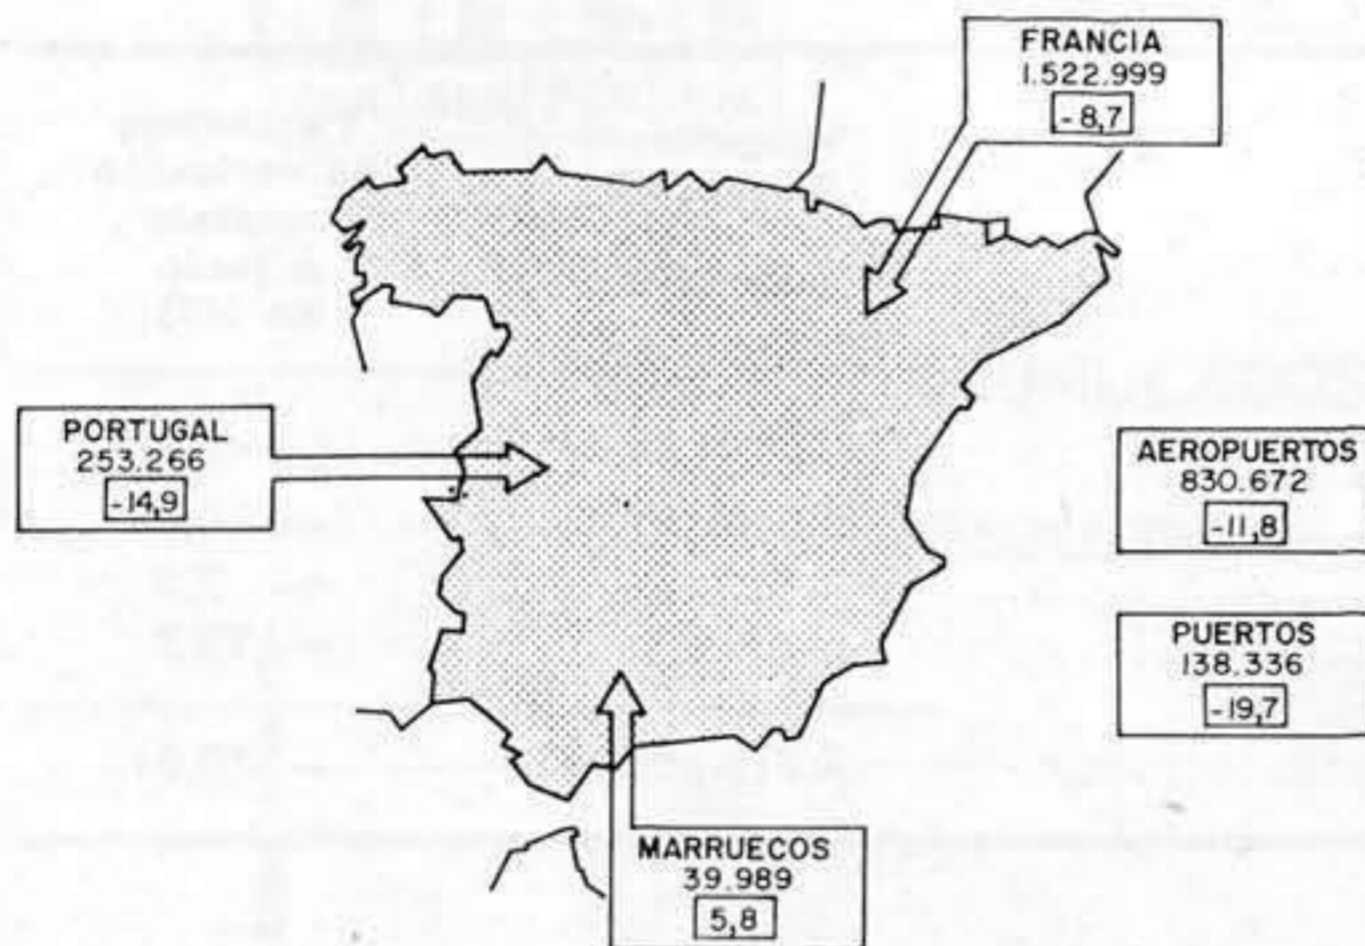 FRANCIA
1.522.999
-8,7
PORTUGAL
253.266
-14,9
AEROPUERTOS
830.672
-11,8
PUERTOS
138.336
-19,7
MARRUECOS
39.989
5,8